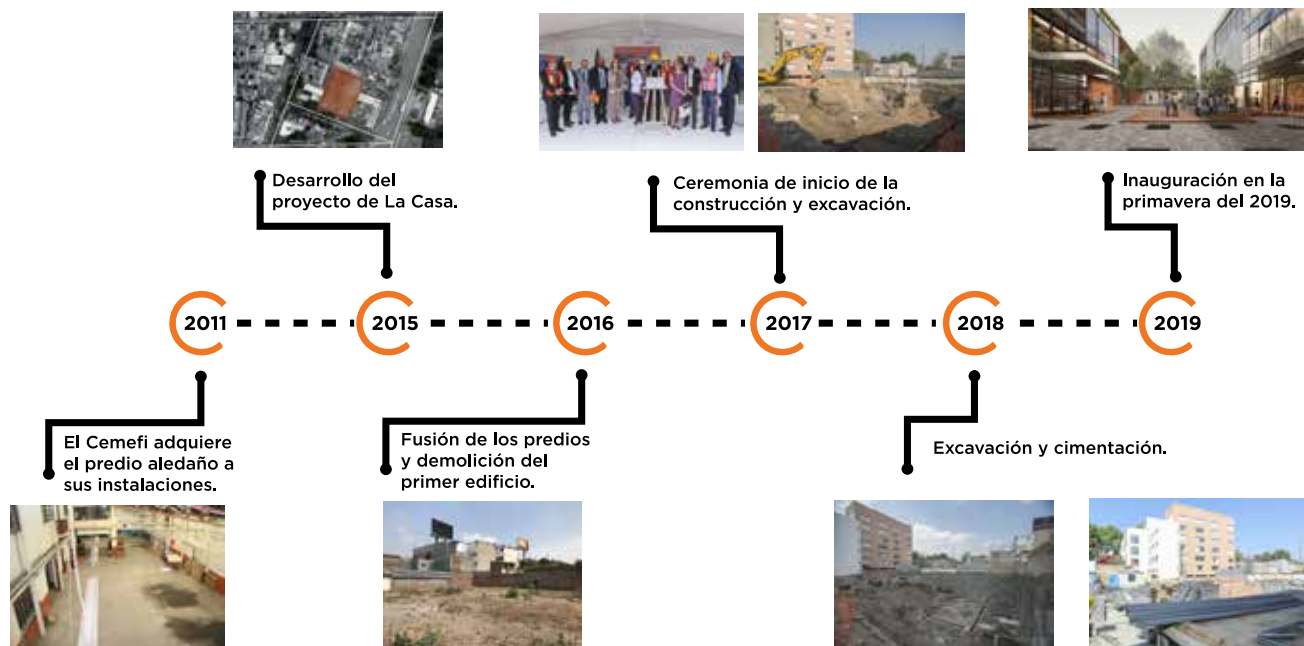 Desarrollo del
proyecto de La Casa.
Ceremonia de inicio de la
construcción y excavación.
Inauguración en la
primavera del 2019.
2011
2015
2016
2017
2018
2019
El Cemefi adquiere
el predio aledaño a
sus instalaciones.
Fusión de los predios
y demolición del
primer edificio.
Excavación y cimentación.